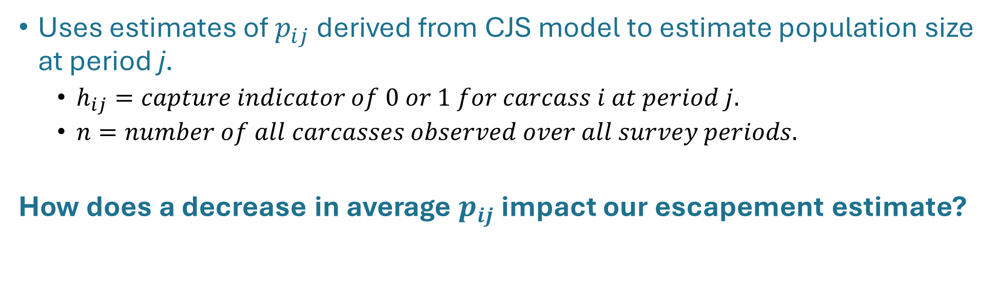 • Uses estimates of $p_{ij}$ derived from CJS model to estimate population size
at period j.
• $h_{ij}$ = capture indicator of 0 or 1 for carcass i at period j.
• n = number of all carcasses observed over all survey periods.
How does a decrease in average $p_{ij}$ impact our escapement estimate?